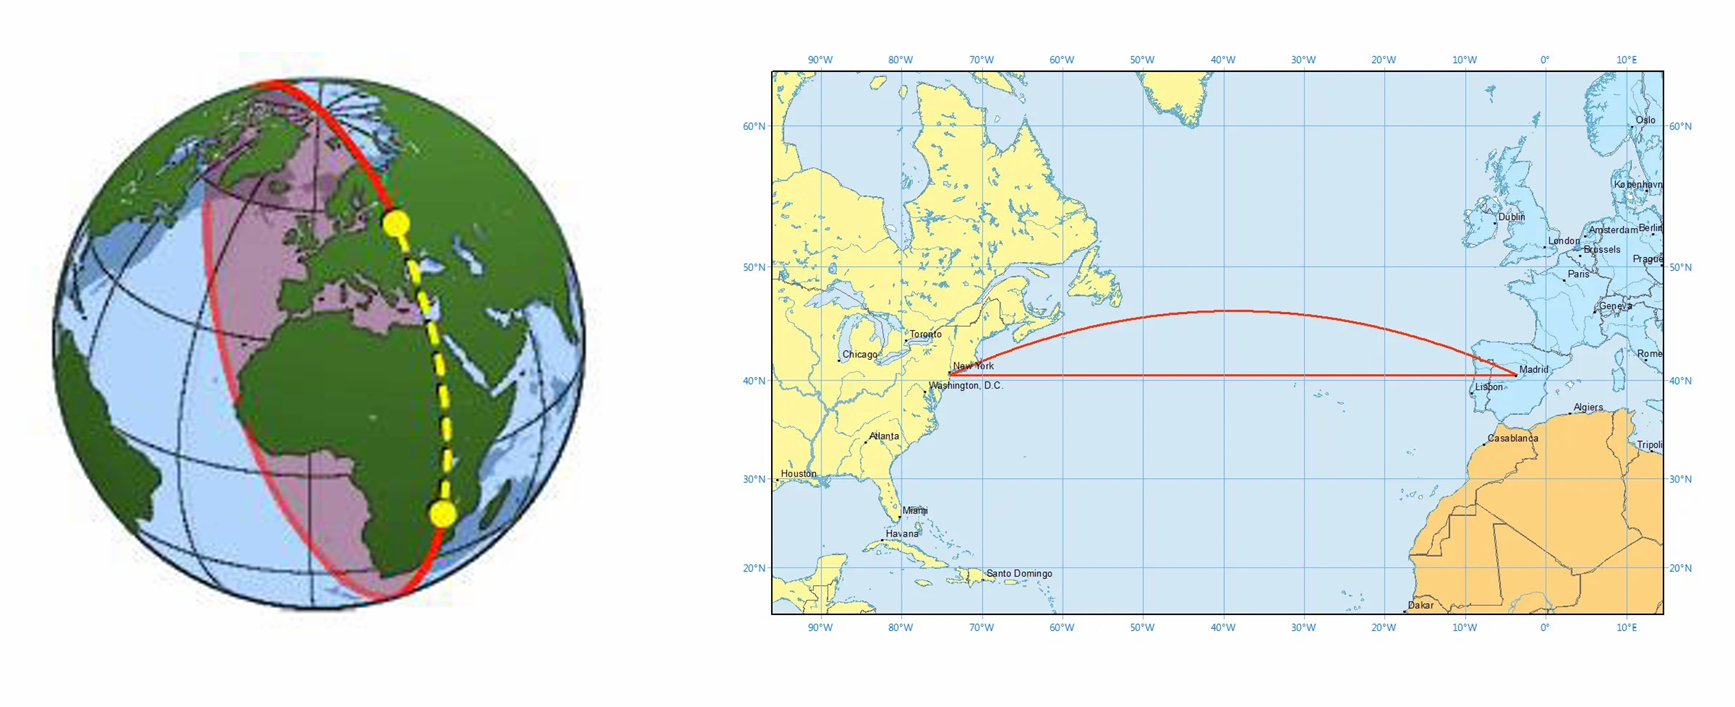 90°W 80°W 70°W 60°W 50°W 40°W 30°W 20°W 10°W 0° 10°E
60°N Oslo 60°N
København
Dublin
London Amsterdam Berlin
Brussels
50°N Paris Prague 50°N
Geneva
Toronto
Chicago Rome
New York Madrid
40°N Washington, D.C. Lisbon 40°N
Algiers
Atlanta Casablanca
Tripoli
Houston
30°N 30°N
Miami
Havana
20°N Santo Domingo 20°N
Dakar
90°W 80°W 70°W 60°W 50°W 40°W 30°W 20°W 10°W 0° 10°E